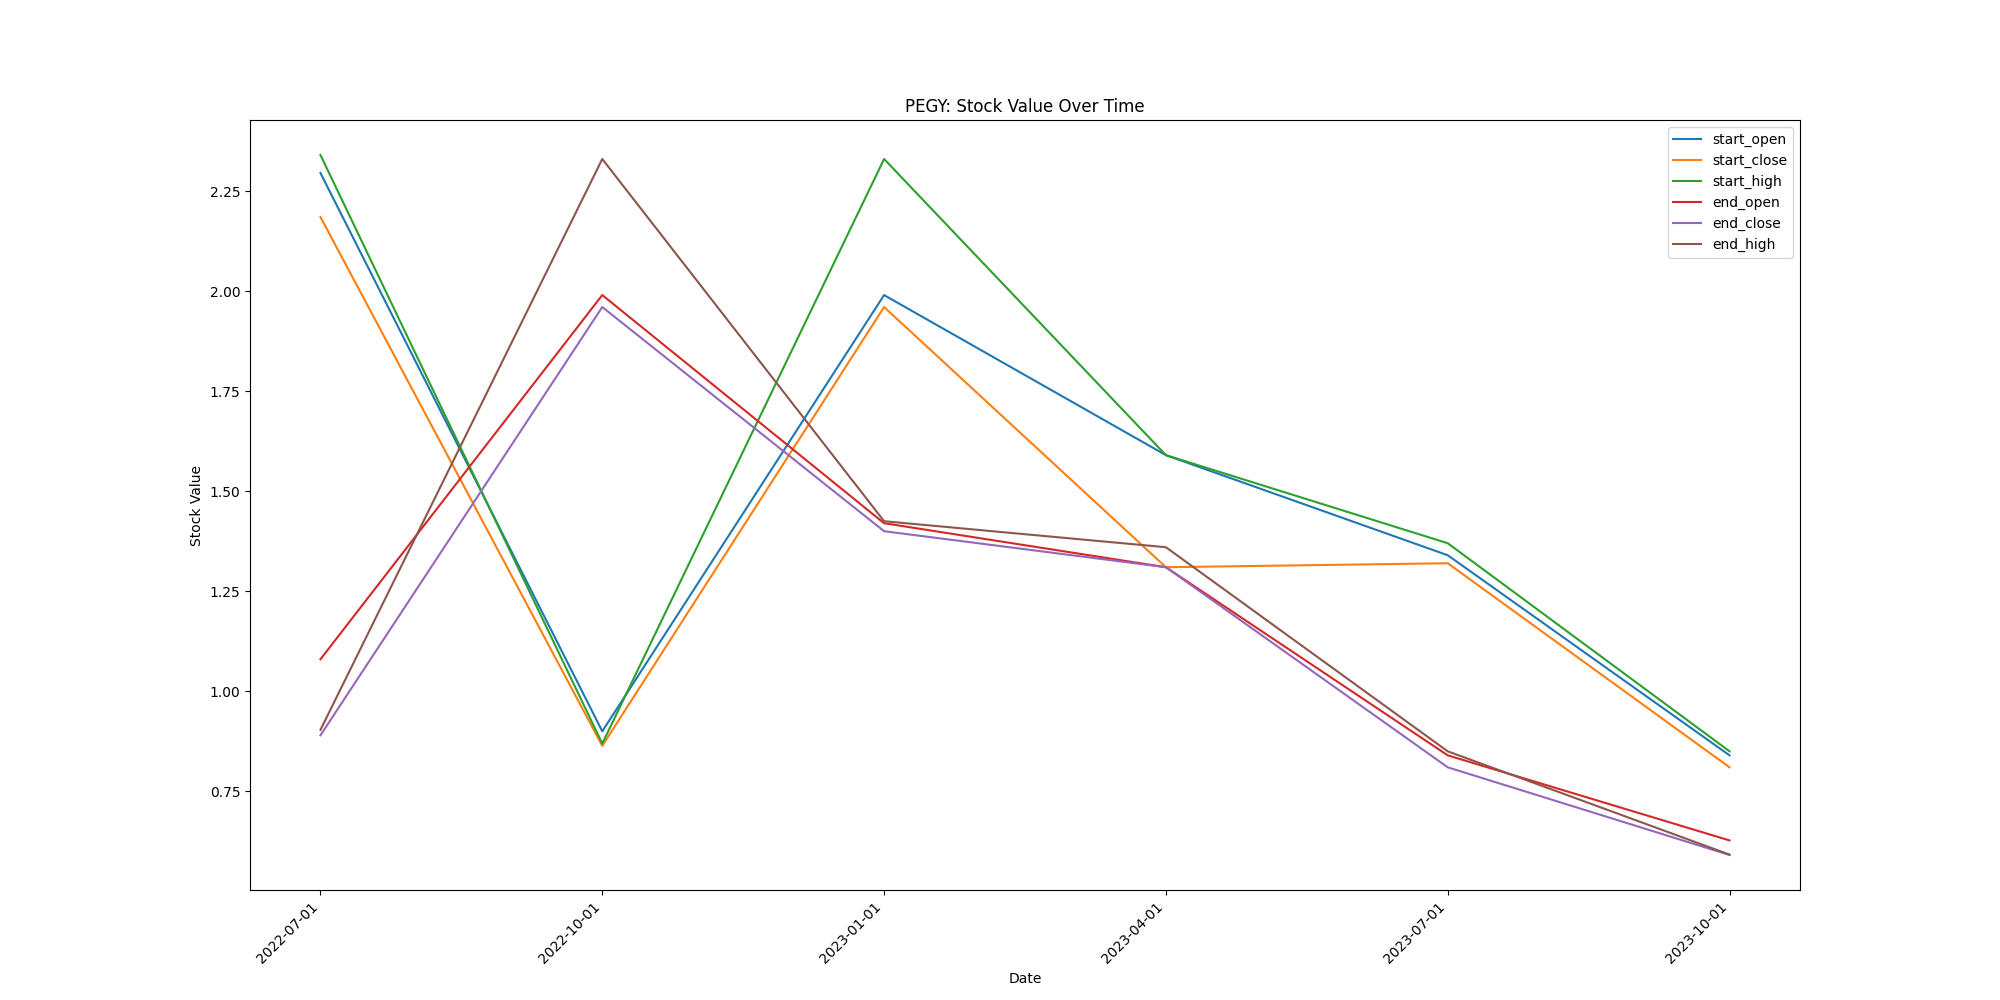 PEGY: Stock Value Over Time
start_open
start_close
start_high
end_open
end_close
end_high
2.25
2.00
1.75
1.50
1.25
1.00
0.75
Stock Value
2022-07-01
2022-10-01
2023-01-01
2023-04-01
2023-07-01
2023-10-01
Date